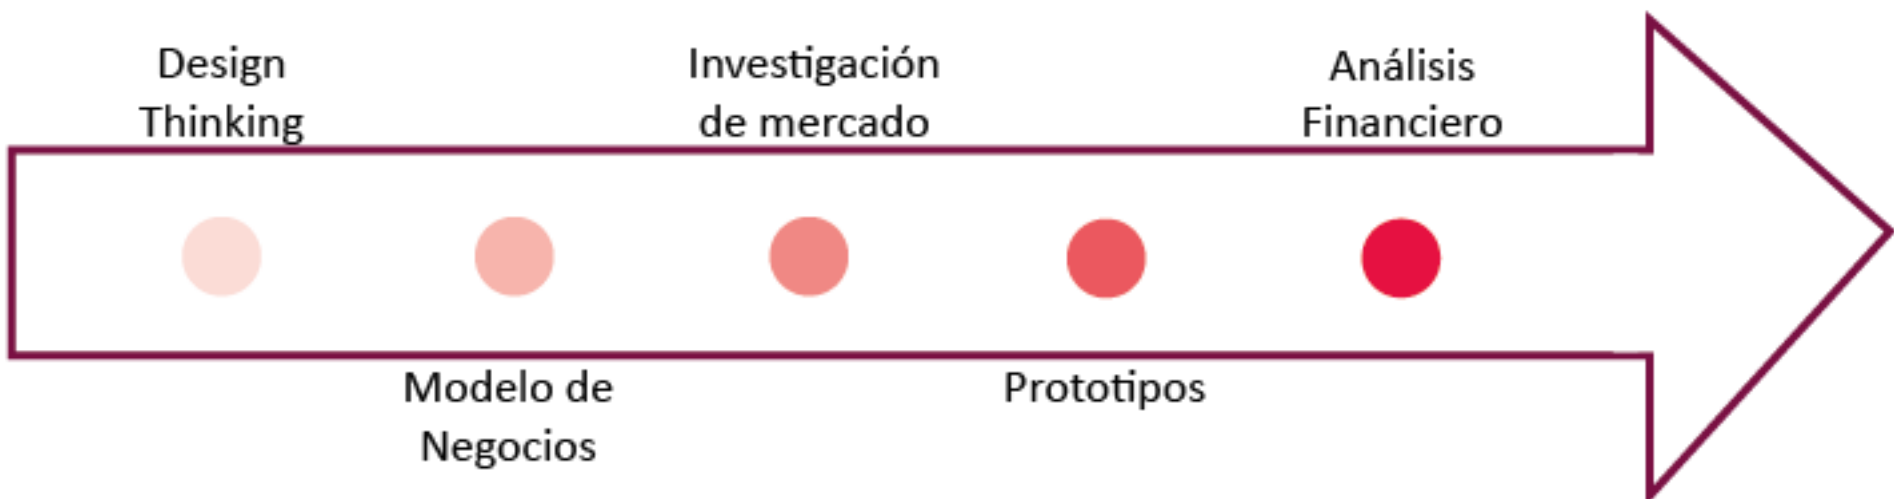 Design
Thinking
Modelo de
Negocios
Investigación
de mercado
Prototipos
Análisis
Financiero